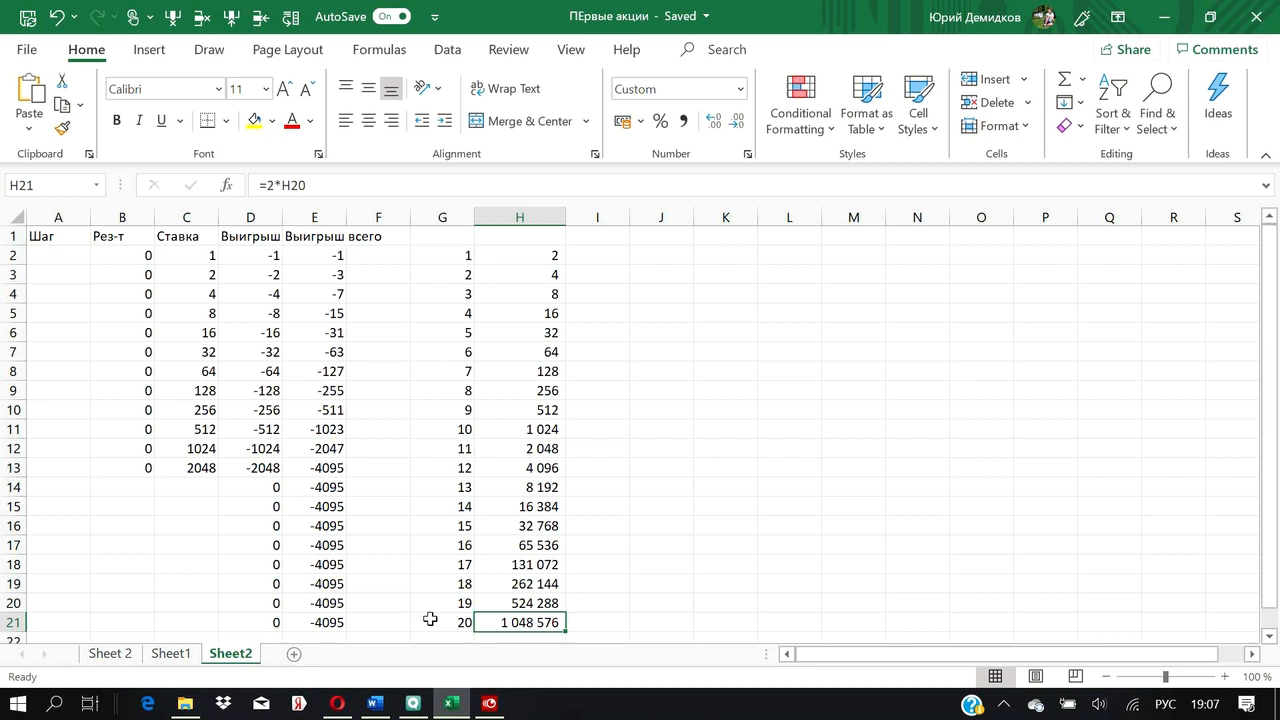 AutoSave On ПЕрвые акции - Saved Юрий Демидков
File Home Insert Draw Page Layout Formulas Data Review View Help Search Share Comments
Paste Calibri 11 Wrap Text Custom Conditional Formatting Format as Table Cell Styles Insert Sort & Filter Find & Select Ideas
B I U Merge & Center % Delete
Format
Clipboard Font Alignment Number Styles Cells Editing Ideas
H21 fx =2*H20
A B C D E F G H I J K L M N O P Q R S
1 Шаг Рез-т Ставка Выигрыш Выигрыш всего
2 0 1 -1 -1 1 2
3 0 2 -2 -3 2 4
4 0 4 -4 -7 3 8
5 0 8 -8 -15 4 16
6 0 16 -16 -31 5 32
7 0 32 -32 -63 6 64
8 0 64 -64 -127 7 128
9 0 128 -128 -255 8 256
10 0 256 -256 -511 9 512
11 0 512 -512 -1023 10 1 024
12 0 1024 -1024 -2047 11 2 048
13 0 2048 -2048 -4095 12 4 096
14 0 -4095 13 8 192
15 0 -4095 14 16 384
16 0 -4095 15 32 768
17 0 -4095 16 65 536
18 0 -4095 17 131 072
19 0 -4095 18 262 144
20 0 -4095 19 524 288
21 0 -4095 20 1 048 576
22
Sheet 2 Sheet1 Sheet2
Ready 100 %
РУС 19:07